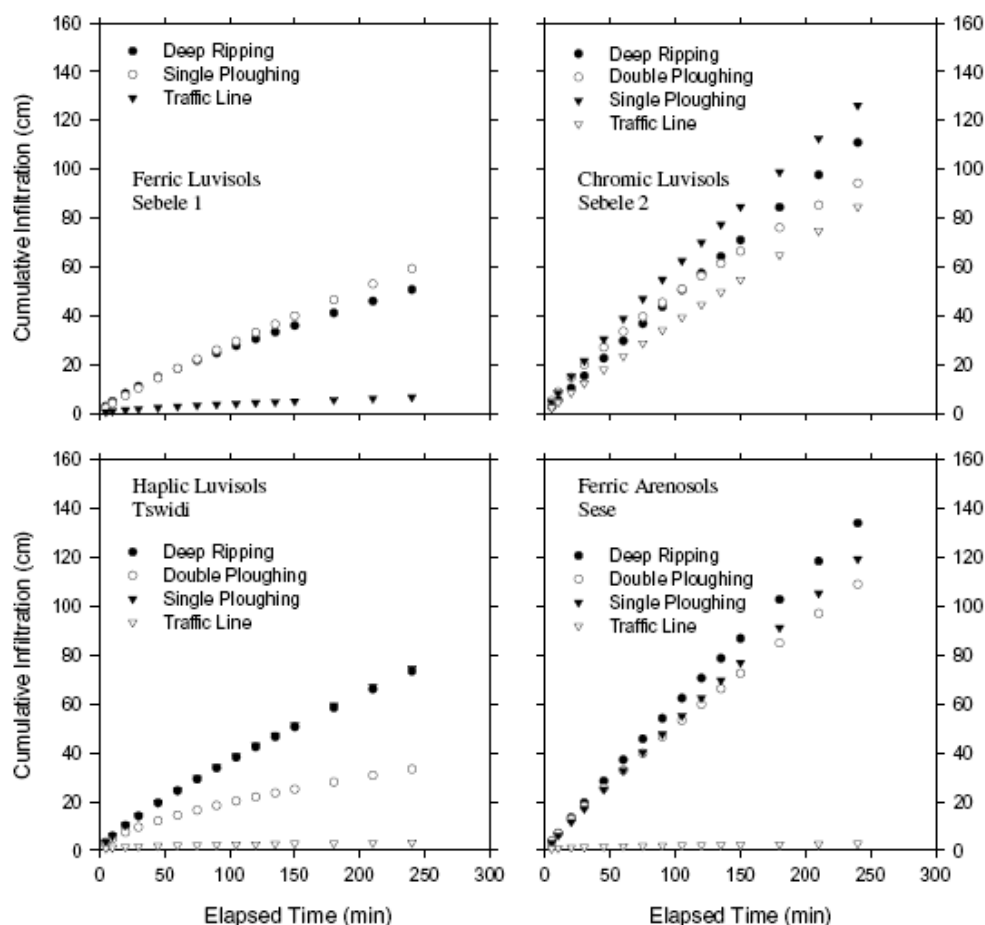 160
140
120
100
80
60
40
20
0
Cumulative Infiltration (cm)
Deep Ripping
Single Ploughing
Traffic Line
Ferric Luvisols
Sebele 1
Deep Ripping
Double Ploughing
Single Ploughing
Traffic Line
Chromic Luvisols
Sebele 2
160
140
120
100
80
60
40
20
0
160
140
120
100
80
60
40
20
0
Cumulative Infiltration (cm)
Haplic Luvisols
Tswidi
Deep Ripping
Double Ploughing
Single Ploughing
Traffic Line
0 50 100 150 200 250 300
Elapsed Time (min)
Ferric Arenosols
Sese
Deep Ripping
Double Ploughing
Single Ploughing
Traffic Line
160
140
120
100
80
60
40
20
0
0 50 100 150 200 250 300
Elapsed Time (min)